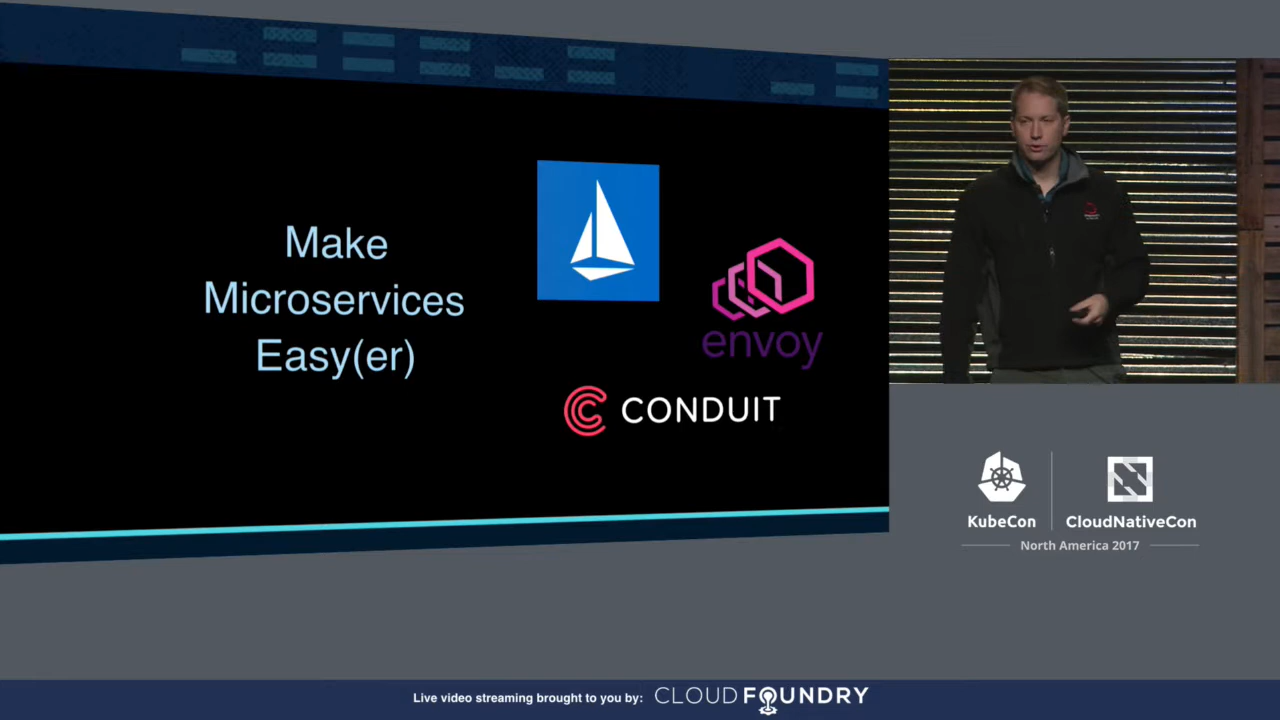 Make
Microservices
Easy(er)
envoy
CONDUIT
KubeCon
CloudNativeCon
North America 2017
Live video streaming brought to you by:
CLOUD FOUNDRY